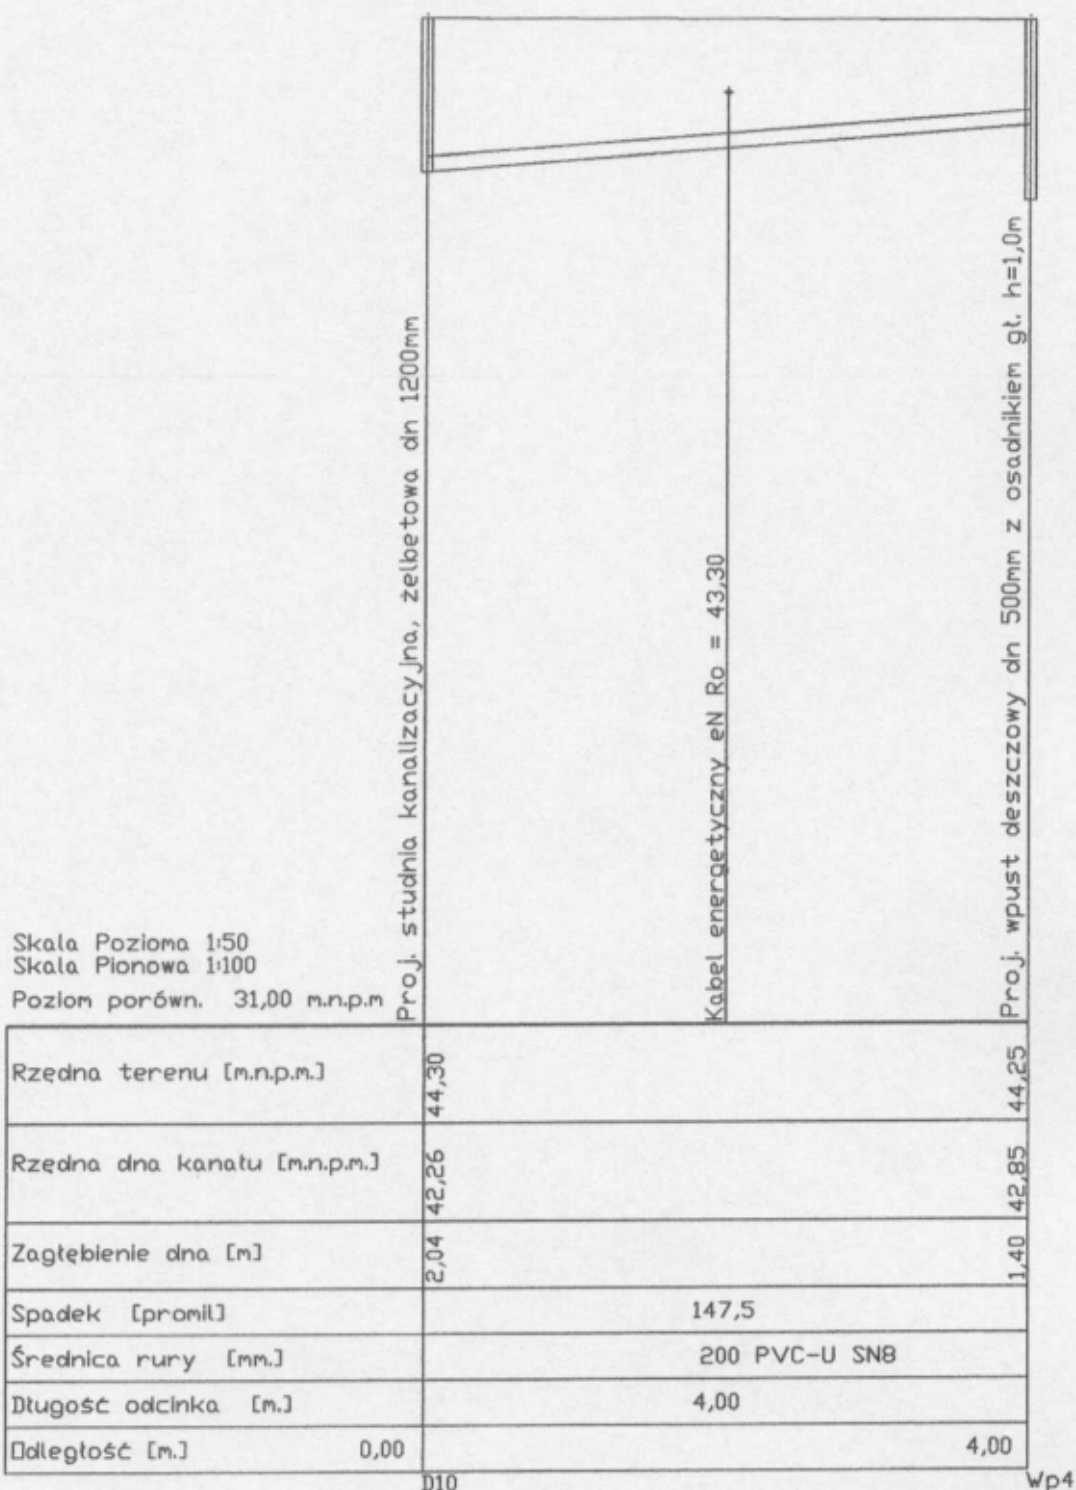 Proj. studnia kanalizacyjna, żelbetowa dn 1200mm
Kabel energetyczny eN Ro = 43,30
Proj. wpust deszczowy dn 500mm z osadnikiem gł. h=1,0m
Skala Pozioma 1:50
Skala Pionowa 1:100
Poziom porówn. 31,00 m.n.p.m
Rzędna terenu [m.n.p.m.] 44,30 44,25
Rzędna dna kanału [m.n.p.m.] 42,26 42,85
Zagłębienie dna [m] 2,04 1,40
Spadek [promil] 147,5
Średnica rury [mm.] 200 PVC-U SN8
Długość odcinka [m.] 4,00
Odległość [m.] 0,00 4,00
D10 Wp4